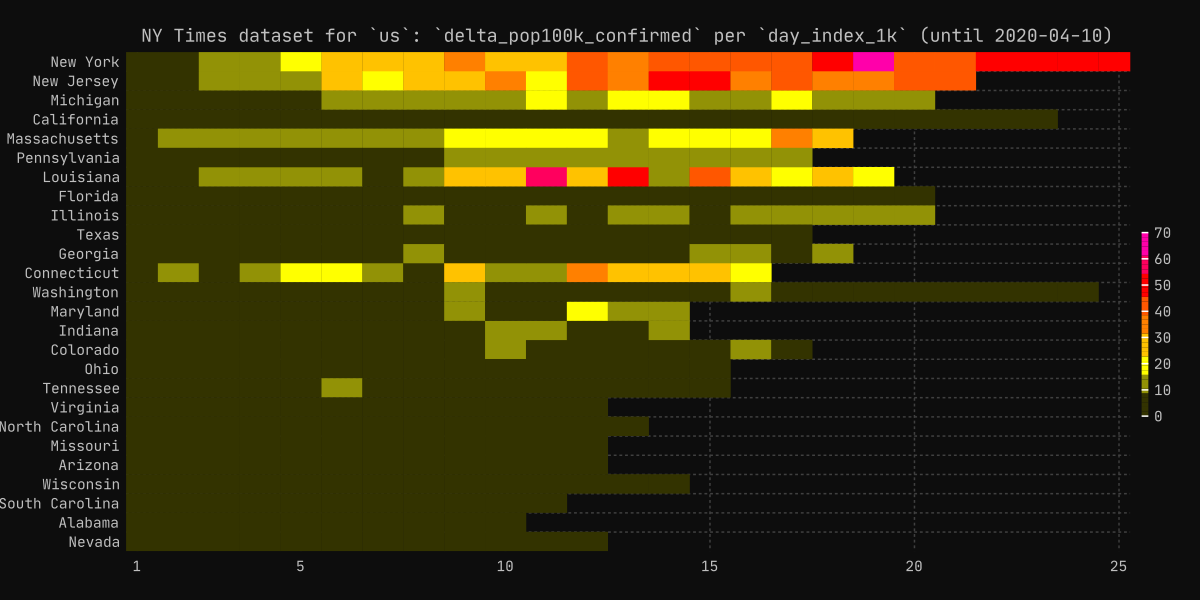 NY Times dataset for `us`: `delta_pop100k_confirmed` per `day_index_1k` (until 2020-04-10)
New York
New Jersey
Michigan
California
Massachusetts
Pennsylvania
Louisiana
Florida
Illinois
Texas
Georgia
Connecticut
Washington
Maryland
Indiana
Colorado
Ohio
Tennessee
Virginia
North Carolina
Missouri
Arizona
Wisconsin
South Carolina
Alabama
Nevada
1 5 10 15 20 25
70
60
50
40
30
20
10
0